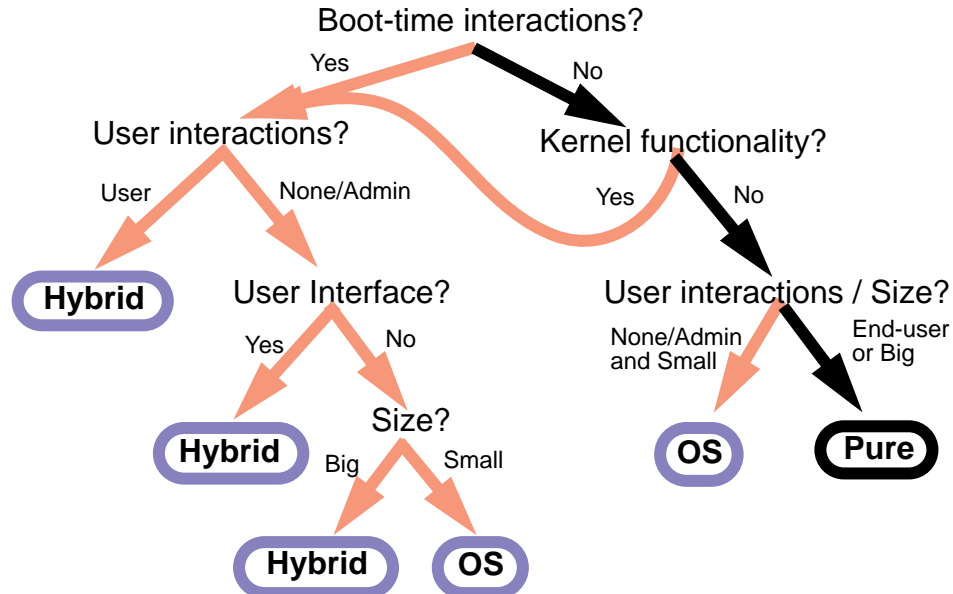 Boot-time interactions?
Yes
No
User interactions?
Kernel functionality?
User
None/Admin
Yes
No
Hybrid
User Interface?
User interactions / Size?
Yes
No
None/Admin
and Small
End-user
or Big
Size?
Hybrid
OS
Pure
Big
Small
Hybrid
OS